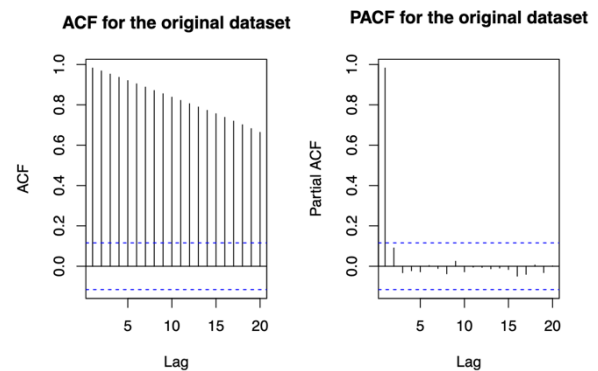 ACF for the original dataset
ACF
0.0 0.2 0.4 0.6 0.8 1.0
5 10 15 20
Lag
PACF for the original dataset
Partial ACF
0.0 0.2 0.4 0.6 0.8 1.0
5 10 15 20
Lag